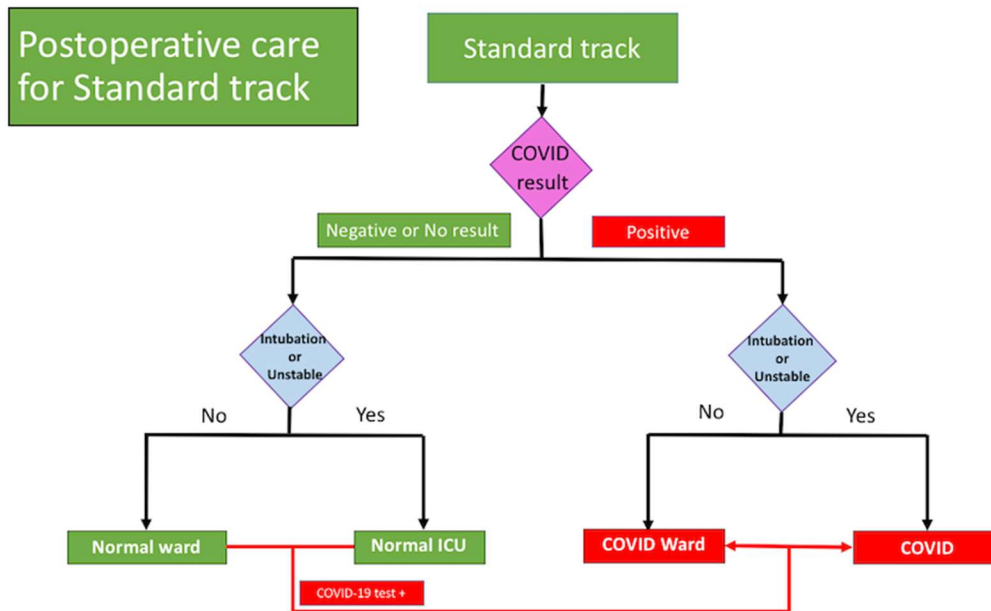 Postoperative care
for Standard track
Standard track
COVID
result
Negative or No result
Positive
Intubation
or
Unstable
Intubation
or
Unstable
No
Yes
No
Yes
Normal ward
Normal ICU
COVID Ward
COVID
COVID-19 test +